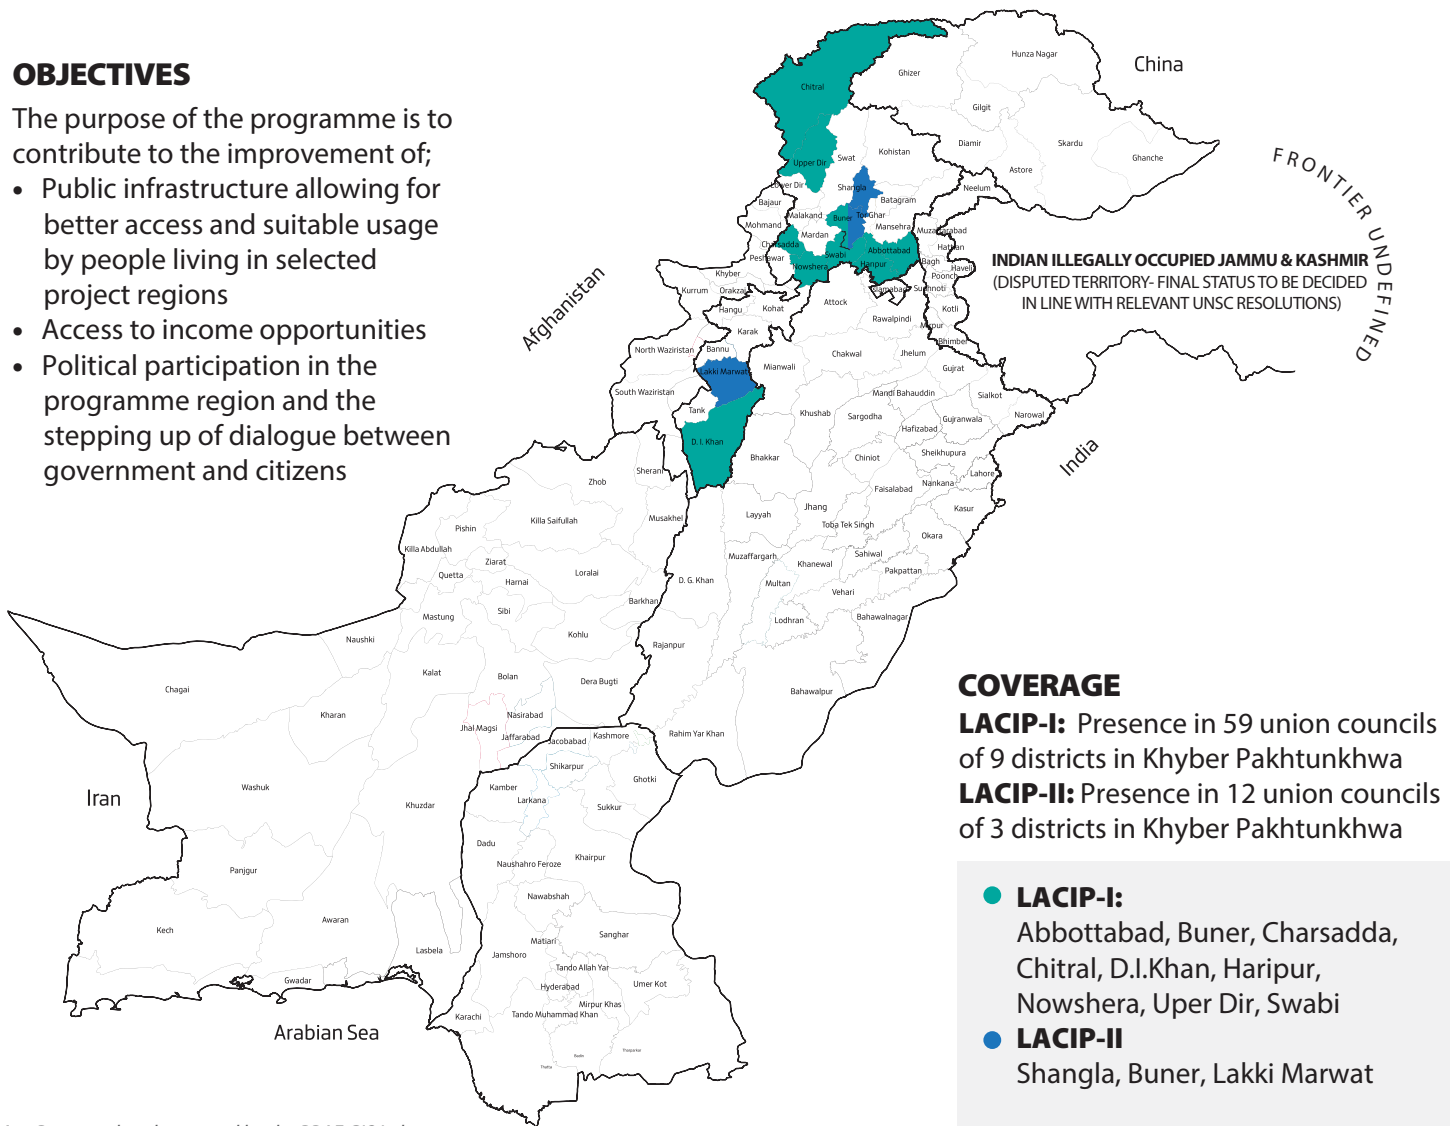 OBJECTIVES
The purpose of the programme is to
contribute to the improvement of;
• Public infrastructure allowing for
better access and suitable usage
by people living in selected
project regions
• Access to income opportunities
• Political participation in the
programme region and the
stepping up of dialogue between
government and citizens
China
Afghanistan
Iran
India
Arabian Sea
FRONTIER UNDEFINED
INDIAN ILLEGALLY OCCUPIED JAMMU & KASHMIR
(DISPUTED TERRITORY- FINAL STATUS TO BE DECIDED
IN LINE WITH RELEVANT UNSC RESOLUTIONS)
Hunza Nagar
Ghizer
Chitral
Gilgit
Diamir
Skardu
Ghanche
Astore
Upper Dir
Swat
Kohistan
Lower Dir
Shangla
Neelum
Bajaur
Batagram
Malakand
Buner
Tor Ghar
Mohmand
Mardan
Mansehra
Muzaffarabad
Charsadda
Hattian
Peshawar
Swabi
Abbottabad
Nowshera
Haripur
Bagh
Haveli
Khyber
Poonch
Kurrum
Orakzai
Islamabad
Sudhnoti
Hangu
Kohat
Attock
Kotli
Karak
Rawalpindi
Mirpur
Bhimber
North Waziristan
Bannu
Chakwal
Jhelum
Lakki Marwat
Mianwali
Gujrat
South Waziristan
Mandi Bahauddin
Sialkot
Tank
Khushab
Sargodha
Gujranwala
Narowal
Hafizabad
D. I. Khan
Bhakkar
Chiniot
Sheikhupura
Sherani
Lahore
Zhob
Faisalabad
Nankana
Layyah
Jhang
Kasur
Musakhel
Killa Saifullah
Toba Tek Singh
Pishin
Okara
Killa Abdullah
Muzaffargarh
Sahiwal
Ziarat
Khanewal
Pakpattan
Quetta
Harnai
Loralai
D. G. Khan
Multan
Vehari
Barkhan
Sibi
Mastung
Lodhran
Bahawalnagar
Kohlu
Naushki
Rajanpur
Kalat
Bolan
Dera Bugti
Chagai
Bahawalpur
Kharan
Nasirabad
Jhal Magsi
Jaffarabad
Jacobabad
Kashmore
Rahim Yar Khan
Shikarpur
Ghotki
Washuk
Kamber
Larkana
Khuzdar
Sukkur
Dadu
Naushahro Feroze
Khairpur
Panjgur
Nawabshah
Awaran
Kech
Matiari
Sanghar
Lasbela
Jamshoro
Tando Allah Yar
Gwadar
Hyderabad
Umer Kot
Mirpur Khas
Karachi
Tando Muhammad Khan
Badin
Tharparkar
Thatta
COVERAGE
LACIP-I: Presence in 59 union councils
of 9 districts in Khyber Pakhtunkhwa
LACIP-II: Presence in 12 union councils
of 3 districts in Khyber Pakhtunkhwa
LACIP-I:
Abbottabad, Buner, Charsadda,
Chitral, D.I.Khan, Haripur,
Nowshera, Uper Dir, Swabi
LACIP-II
Shangla, Buner, Lakki Marwat